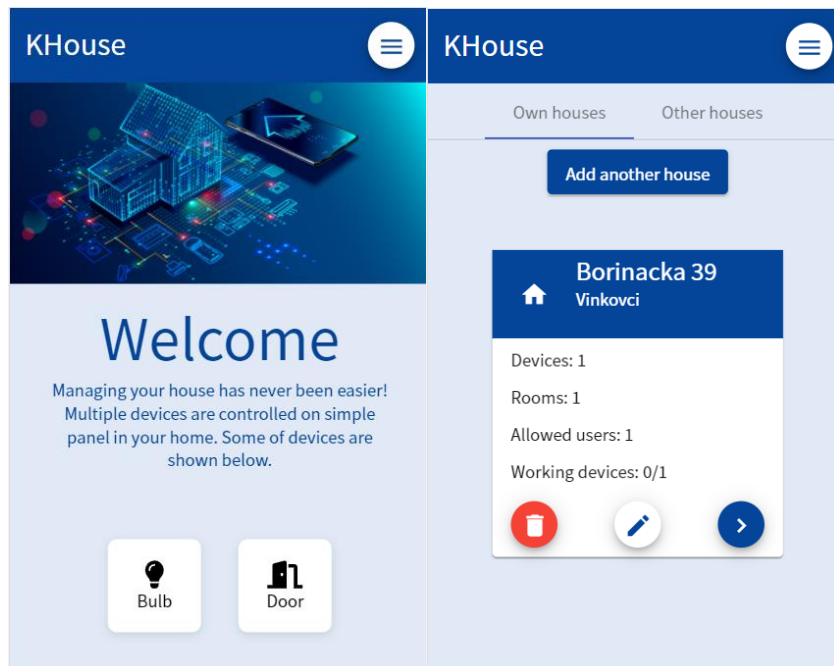 KHouse
Welcome
Managing your house has never been easier!
Multiple devices are controlled on simple
panel in your home. Some of devices are
shown below.
Bulb
Door
KHouse
Own houses
Other houses
Add another house
Borinacka 39
Vinkovci
Devices: 1
Rooms: 1
Allowed users: 1
Working devices: 0/1